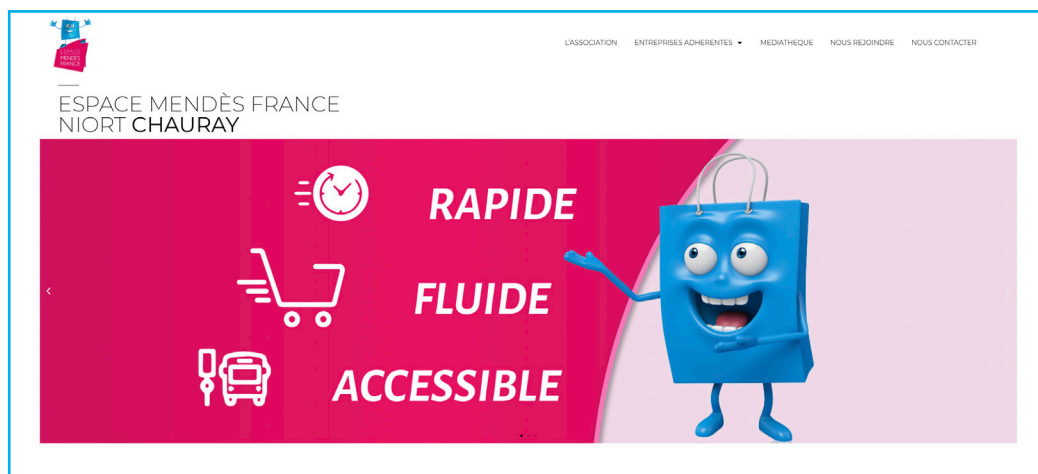 ESPACE
MENDÈS
FRANCE
L'ASSOCIATION
ENTREPRISES ADHERENTES
MEDIATHEQUE
NOUS REJOINDRE
NOUS CONTACTER
ESPACE MENDÈS FRANCE
NIORT CHAURAY
RAPIDE
FLUIDE
ACCESSIBLE